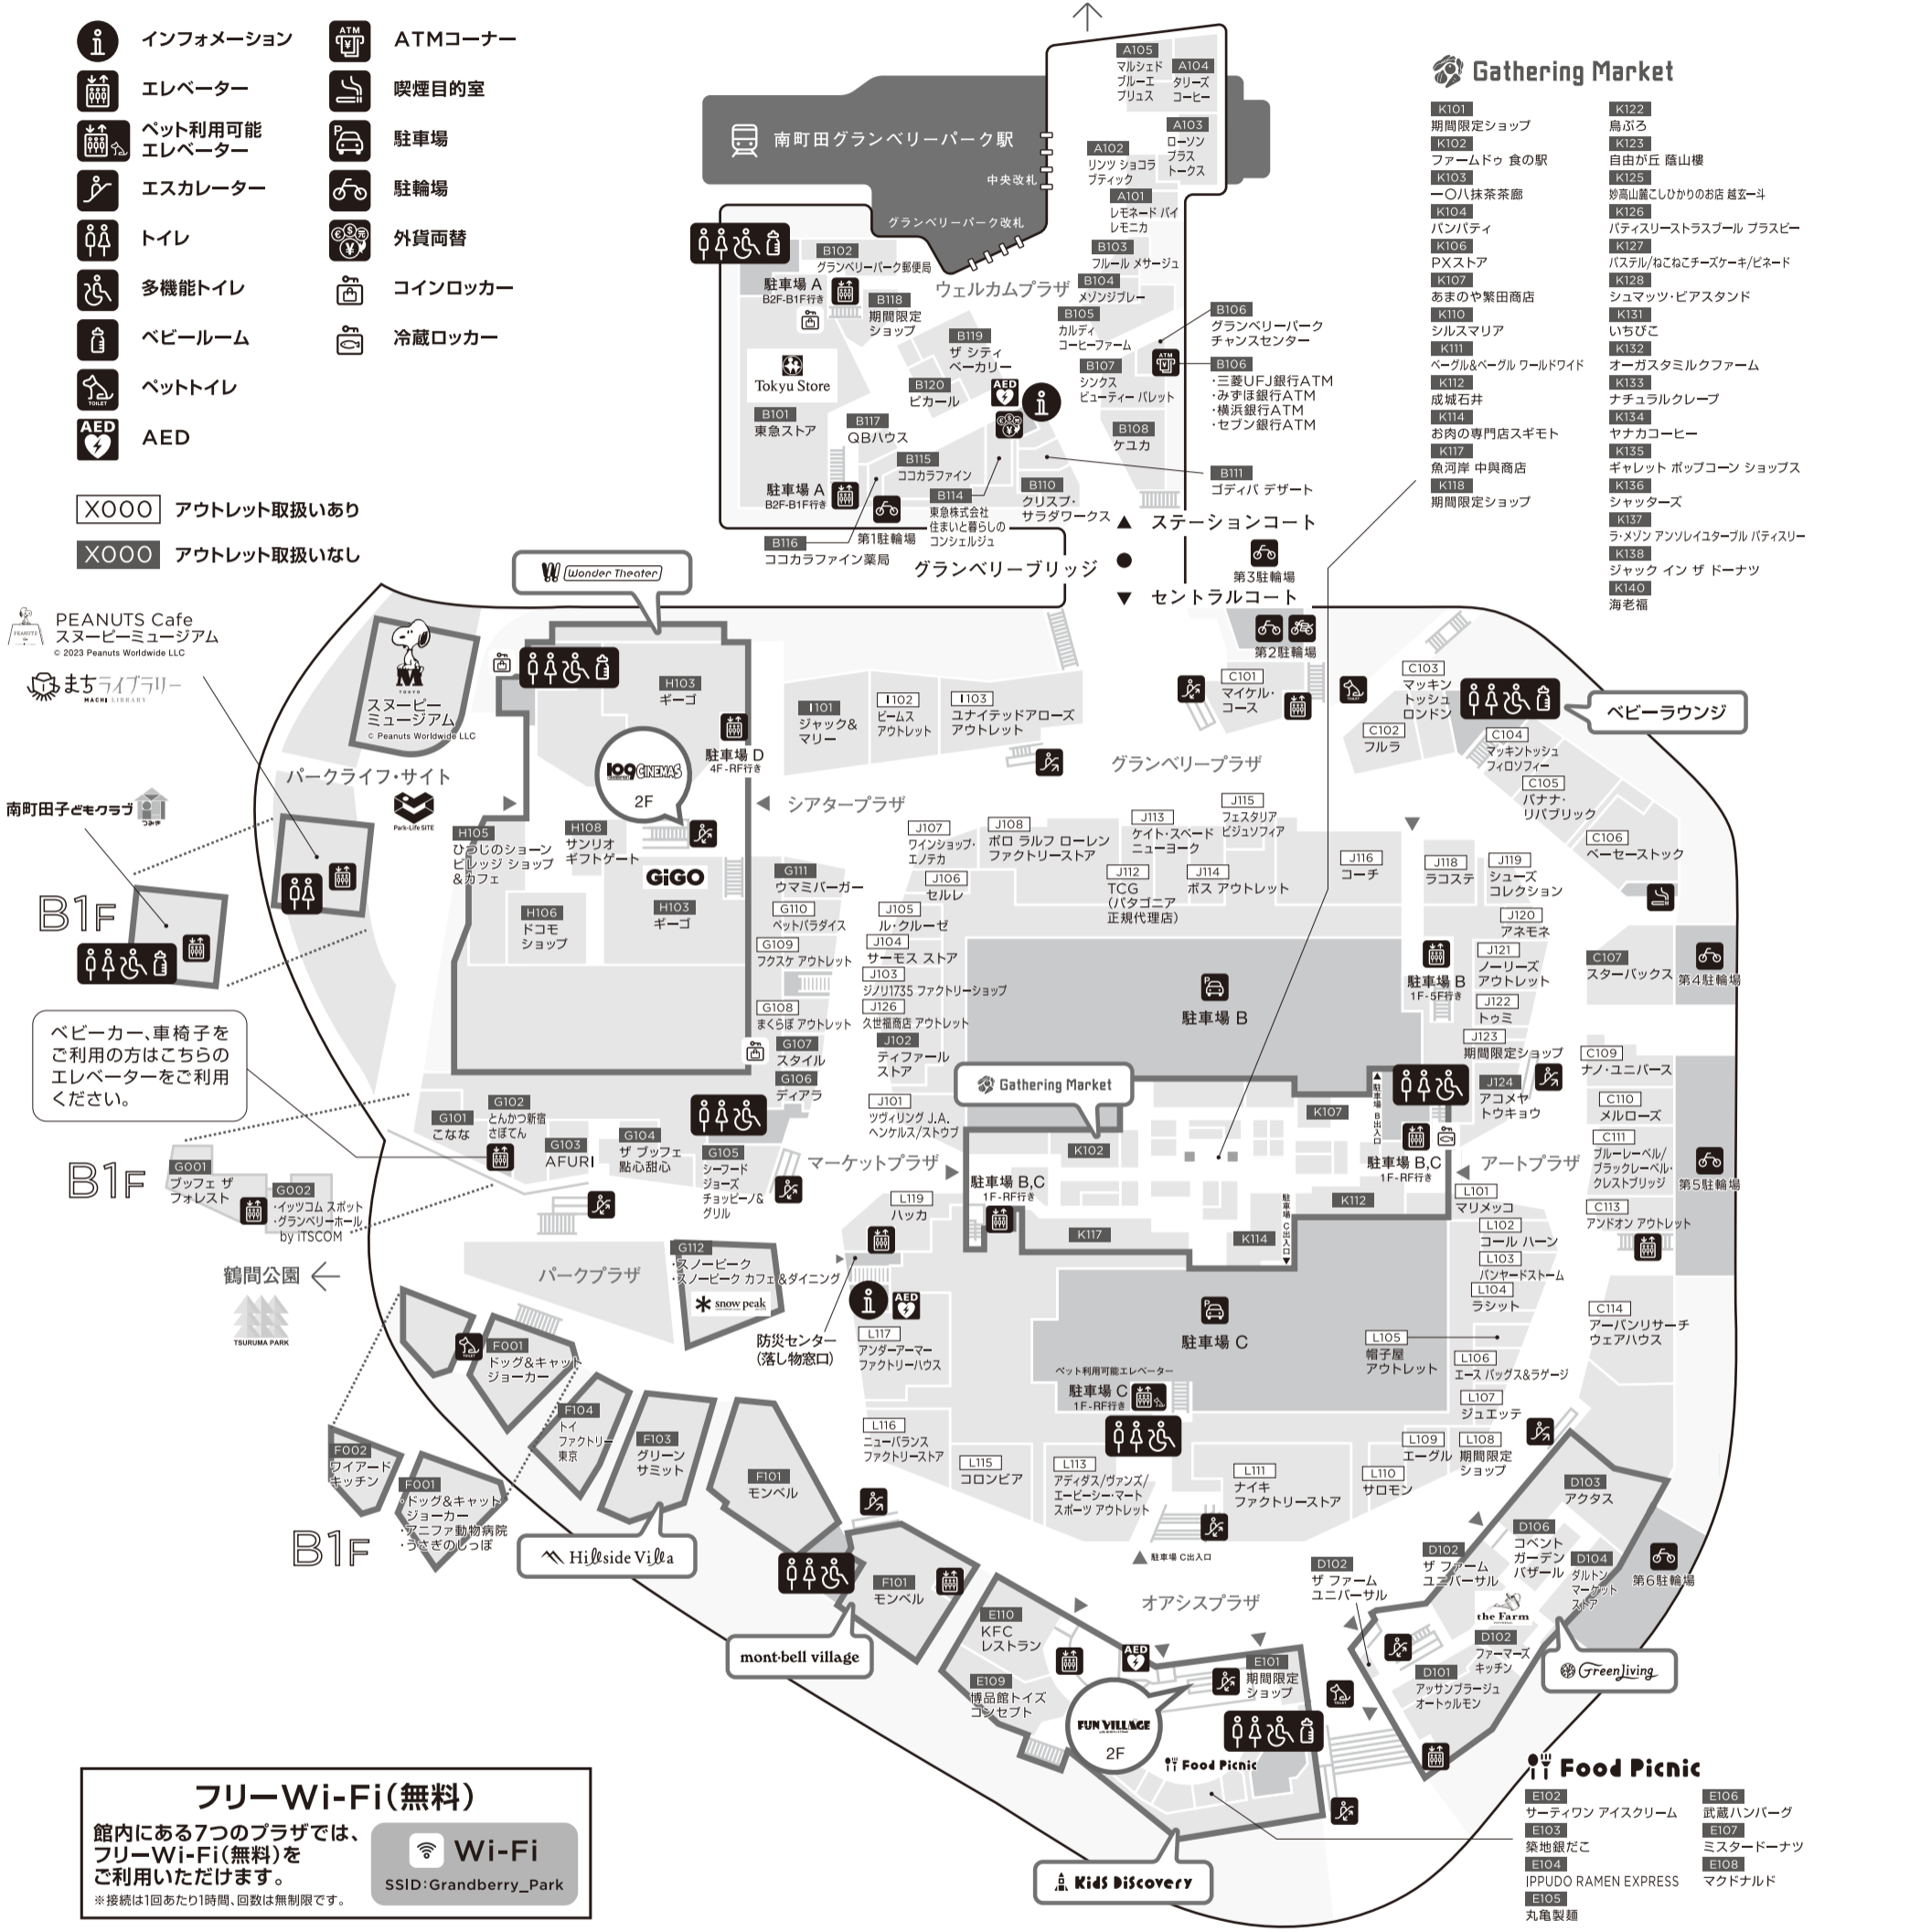 インフォメーション
エレベーター
ペット利用可能
エレベーター
エスカレーター
トイレ
多機能トイレ
ベビールーム
ペットトイレ
AED
AED
ATM
ATMコーナー
喫煙目的室
駐車場
駐輪場
外貨両替
コインロッカー
冷蔵ロッカー
X000 アウトレット取扱いあり
X000 アウトレット取扱いなし
南町田グランベリーパーク駅
中央改札
グランベリーパーク改札
A105
マルシェド
ブルーエ
プリュス
A104
タリーズ
コーヒー
A103
ローソン
プラス
トークス
A102
リンツ ショコラ
ブティック
A101
レモネード バイ
レモニカ
B103
フルール メサージュ
B104
メゾンジブレー
B105
カルディ
コーヒーファーム
B106
グランベリーパーク
チャンスセンター
B106
・三菱UFJ銀行ATM
・みずほ銀行ATM
・横浜銀行ATM
・セブン銀行ATM
B107
シンクス
ビューティー パレット
B108
ケユカ
B111
ゴディバ デザート
B110
クリスプ・
サラダワークス
B102
グランベリーパーク郵便局
駐車場 A
B2F-B1F行き
B118
期間限定
ショップ
ウェルカムプラザ
B119
ザ シティ
ベーカリー
B120
ピカール
Tokyu Store
B101
東急ストア
B117
QBハウス
B115
ココカラファイン
駐車場 A
B2F-B1F行き
B114
東急株式会社
住まいと暮らしの
コンシェルジュ
第1駐輪場
B116
ココカラファイン薬局
▲ ステーションコート
グランベリーブリッジ ●
▼ セントラルコート
第3駐輪場
第2駐輪場
Gathering Market
K101
期間限定ショップ
K102
ファームドゥ 食の駅
K103
一〇八抹茶茶廊
K104
パンパティ
K106
PXストア
K107
あまのや繁田商店
K110
シルスマリア
K111
ベーグル&ベーグル ワールドワイド
K112
成城石井
K114
お肉の専門店スギモト
K117
魚河岸 中與商店
K118
期間限定ショップ
K122
鳥ぷろ
K123
自由が丘 蔭山樓
K125
妙高山麓こしひかりのお店 越玄一斗
K126
パティスリーストラスブール プラスビー
K127
パステル/ねこねこチーズケーキ/ビネード
K128
シュマッツ・ビアスタンド
K131
いちびこ
K132
オーガスタミルクファーム
K133
ナチュラルクレープ
K134
ヤナカコーヒー
K135
ギャレット ポップコーン ショップス
K136
シャッターズ
K137
ラ・メゾン アンソレイユターブル パティスリー
K138
ジャック イン ザ ドーナツ
K140
海老福
Wonder Theater
PEANUTS Cafe
スヌーピーミュージアム
© 2023 Peanuts Worldwide LLC
まちライブラリー
MACHI LIBRARY
スヌーピー
ミュージアム
© Peanuts Worldwide LLC
パークライフ・サイト
Park-Life SITE
南町田子どもクラブ
つみき
B1F
H103
ギーゴ
駐車場 D
4F-RF行き
109CINEMAS
2F
H105
ひつじのショーン
ビレッジ ショップ
&カフェ
H108
サンリオ
ギフトゲート
GiGO
H103
ギーゴ
H106
ドコモ
ショップ
シアタープラザ
I101
ジャック&
マリー
I102
ビームス
アウトレット
I103
ユナイテッドアローズ
アウトレット
C101
マイケル・
コース
グランベリープラザ
C103
マッキン
トッシュ
ロンドン
C102
フルラ
ベビーラウンジ
C104
マッキントッシュ
フィロソフィー
C105
バナナ・
リパブリック
C106
ベーセーストック
C107
スターバックス
第4駐輪場
C109
ナノ・ユニバース
C110
メルローズ
C111
ブルーレーベル/
ブラックレーベル・
クレストブリッジ
第5駐輪場
C113
アンドオン アウトレット
C114
アーバンリサーチ
ウェアハウス
G111
ウマミバーガー
G110
ペットパラダイス
G109
フクスケ アウトレット
G108
まくらぼ アウトレット
G107
スタイル
G106
ディアラ
J107
ワインショップ・
エノテカ
J106
セルレ
J105
ル・クルーゼ
J104
サーモス ストア
J103
ジノリ1735 ファクトリーショップ
J126
久世福商店 アウトレット
J102
ティファール
ストア
J101
ツヴィリング J.A.
ヘンケルス/ストウブ
J108
ポロ ラルフ ローレン
ファクトリーストア
J113
ケイト・スペード
ニューヨーク
J115
フェスタリア
ビジュソフィア
J112
TCG
(パタゴニア
正規代理店)
J114
ボス アウトレット
J116
コーチ
J118
ラコステ
J119
シューズ
コレクション
J120
アネモネ
J121
ノーリーズ
アウトレット
J122
トゥミ
J123
期間限定ショップ
J124
アコメヤ
トウキョウ
駐車場 B
駐車場 B
1F-5F行き
Gathering Market
K107
K102
K112
K114
K117
駐車場 B出入口
駐車場 C出入口
駐車場 B,C
1F-RF行き
駐車場 B,C
1F-RF行き
マーケットプラザ
アートプラザ
ベビーカー、車椅子を
ご利用の方はこちらの
エレベーターをご利用
ください。
G101
こなな
G102
とんかつ新宿
さぼてん
G103
AFURI
G104
ザ ブッフェ
點心甜心
G105
シーフード
ジョーズ
チョッピーノ&
グリル
B1F
G001
ブッフェ ザ
フォレスト
G002
・イッツコム スポット
・グランベリーホール
by iTSCOM
鶴間公園
TSURUMA PARK
パークプラザ
G112
・スノーピーク
・スノーピーク カフェ&ダイニング
snow peak
防災センター
(落し物窓口)
L119
ハッカ
L117
アンダーアーマー
ファクトリーハウス
L116
ニューバランス
ファクトリーストア
L115
コロンビア
L113
アディダス/ヴァンズ/
エービーシー・マート
スポーツ アウトレット
L111
ナイキ
ファクトリーストア
L110
サロモン
L109
エーグル
L108
期間限定
ショップ
L107
ジュエッテ
L106
エース バッグス&ラゲージ
L105
帽子屋
アウトレット
L104
ラシット
L103
バンヤードストーム
L102
コール ハーン
L101
マリメッコ
駐車場 C
ペット利用可能エレベーター
駐車場 C
1F-RF行き
駐車場 C出入口
F001
ドッグ&キャット
ジョーカー
F104
トイ
ファクトリー
東京
F103
グリーン
サミット
F101
モンベル
F002
ワイアード
キッチン
F001
・ドッグ&キャット
ジョーカー
・アニファ動物病院
・うさぎのしっぽ
B1F
Hillside Villa
F101
モンベル
mont-bell village
オアシスプラザ
E110
KFC
レストラン
E109
博品館トイズ
コンセプト
E101
期間限定
ショップ
FUN VILLAGE
2F
Food Picnic
Kids Discovery
D102
ザ ファーム
ユニバーサル
D102
ザ ファーム
ユニバーサル
D103
アクタス
D106
コベント
ガーデン
バザール
D104
ダルトン
マーケット
ストア
the Farm
D102
ファーマーズ
キッチン
D101
アッサンブラージュ
オートゥルモン
第6駐輪場
Green Living
Food Picnic
E102
サーティワン アイスクリーム
E103
築地銀だこ
E104
IPPUDO RAMEN EXPRESS
E105
丸亀製麺
E106
武蔵ハンバーグ
E107
ミスタードーナツ
E108
マクドナルド
フリーWi-Fi(無料)
館内にある7つのプラザでは、
フリーWi-Fi(無料)を
ご利用いただけます。
※接続は1回あたり1時間、回数は無制限です。
Wi-Fi
SSID:Grandberry_Park